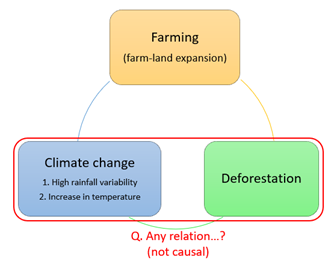 Farming
(farm-land expansion)
Climate change
1. High rainfall variability
2. Increase in temperature
Deforestation
Q. Any relation...?
(not causal)